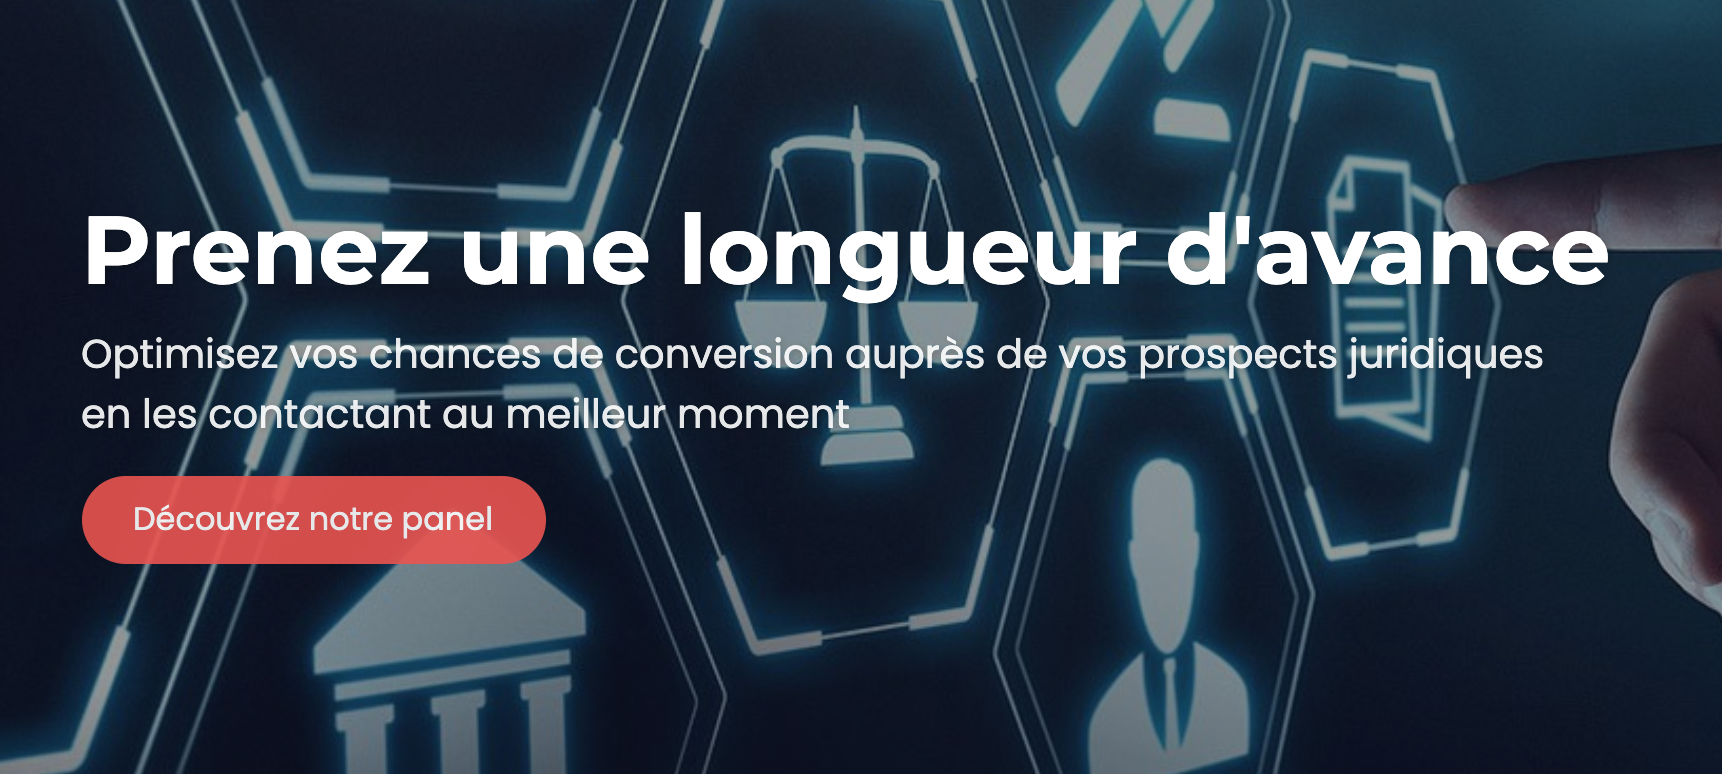 Prenez une longueur d'avance
Optimisez vos chances de conversion auprès de vos prospects juridiques
en les contactant au meilleur moment
Découvrez notre panel